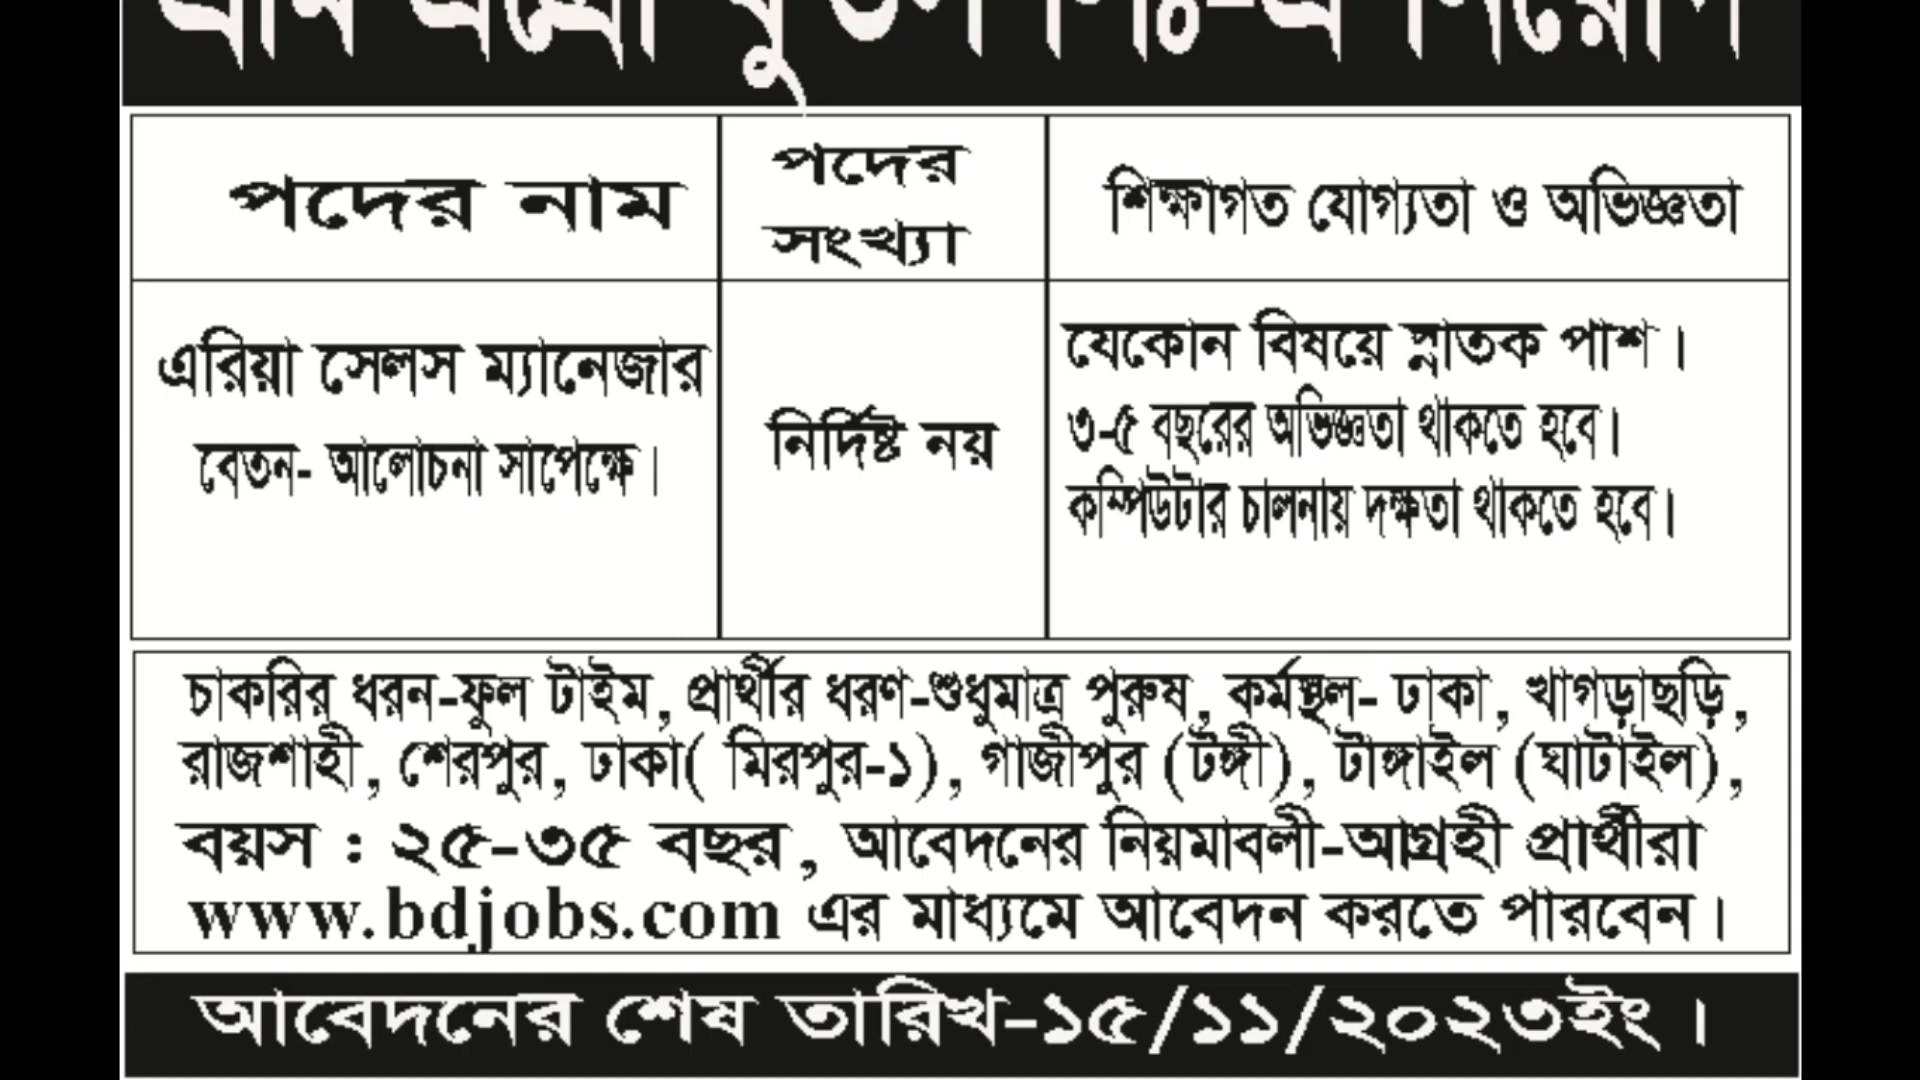 পদের নাম
পদের
সংখ্যা
শিক্ষাগত যোগ্যতা ও অভিজ্ঞতা
এরিয়া সেলস ম্যানেজার
বেতন- আলোচনা সাপেক্ষে।
নির্দিষ্ট নয়
যেকোন বিষয়ে স্নাতক পাশ।
৩-৫ বছরের অভিজ্ঞতা থাকতে হবে।
কম্পিউটার চালনায় দক্ষতা থাকতে হবে।
চাকরির ধরন-ফুল টাইম, প্রার্থীর ধরণ-শুধুমাত্র পুরুষ, কর্মস্থল- ঢাকা, খাগড়াছড়ি,
রাজশাহী, শেরপুর, ঢাকা( মিরপুর-১), গাজীপুর (টঙ্গী), টাঙ্গাইল (ঘাটাইল),
বয়স : ২৫-৩৫ বছর, আবেদনের নিয়মাবলী-আগ্রহী প্রার্থীরা
www.bdjobs.com এর মাধ্যমে আবেদন করতে পারবেন।
আবেদনের শেষ তারিখ-১৫/১১/২০২৩ইং।